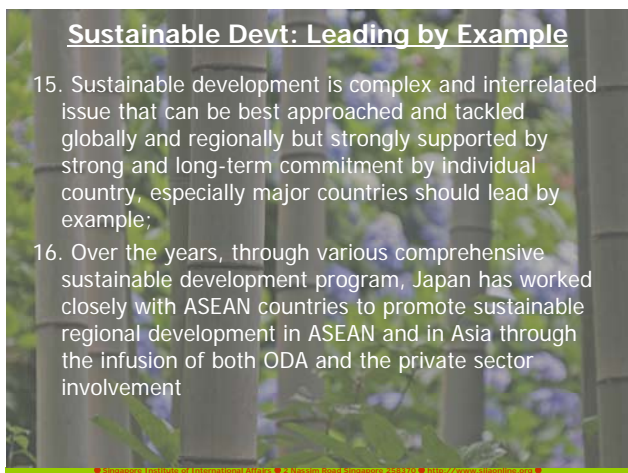 Sustainable Devt: Leading by Example
15. Sustainable development is complex and interrelated
issue that can be best approached and tackled
globally and regionally but strongly supported by
strong and long-term commitment by individual
country, especially major countries should lead by
example;
16. Over the years, through various comprehensive
sustainable development program, Japan has worked
closely with ASEAN countries to promote sustainable
regional development in ASEAN and in Asia through
the infusion of both ODA and the private sector
involvement
● Singapore Institute of International Affairs ● 2 Nassim Road Singapore 258370 ● http://www.siiaonline.org ●